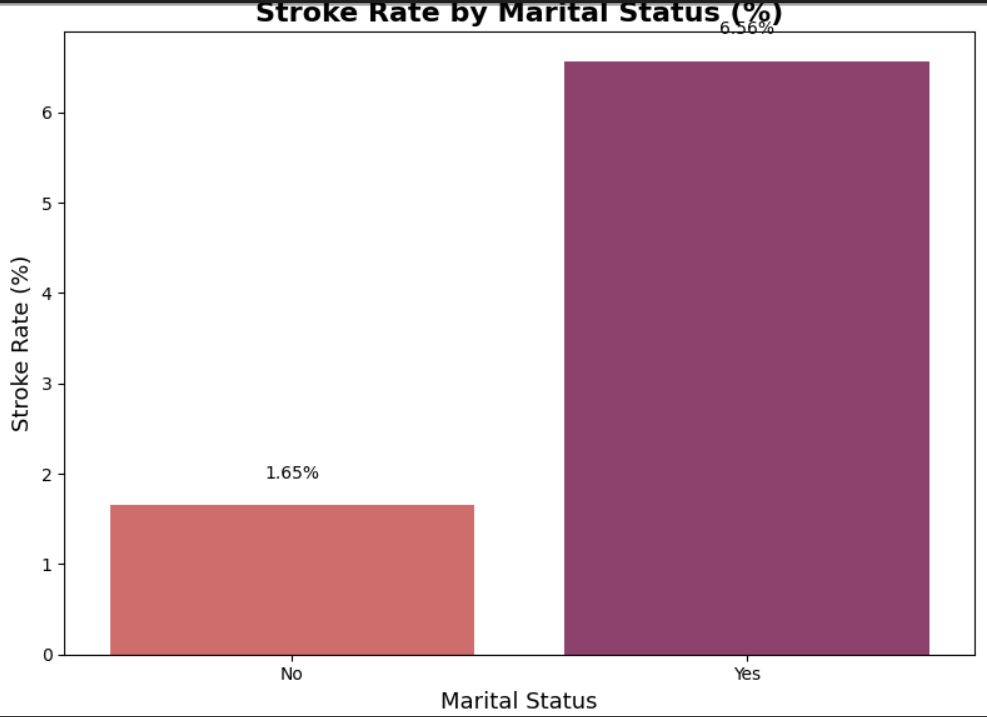 Stroke Rate by Marital Status (%)
6.56%
6
5
4
3
2
1
0
Stroke Rate (%)
1.65%
No
Yes
Marital Status